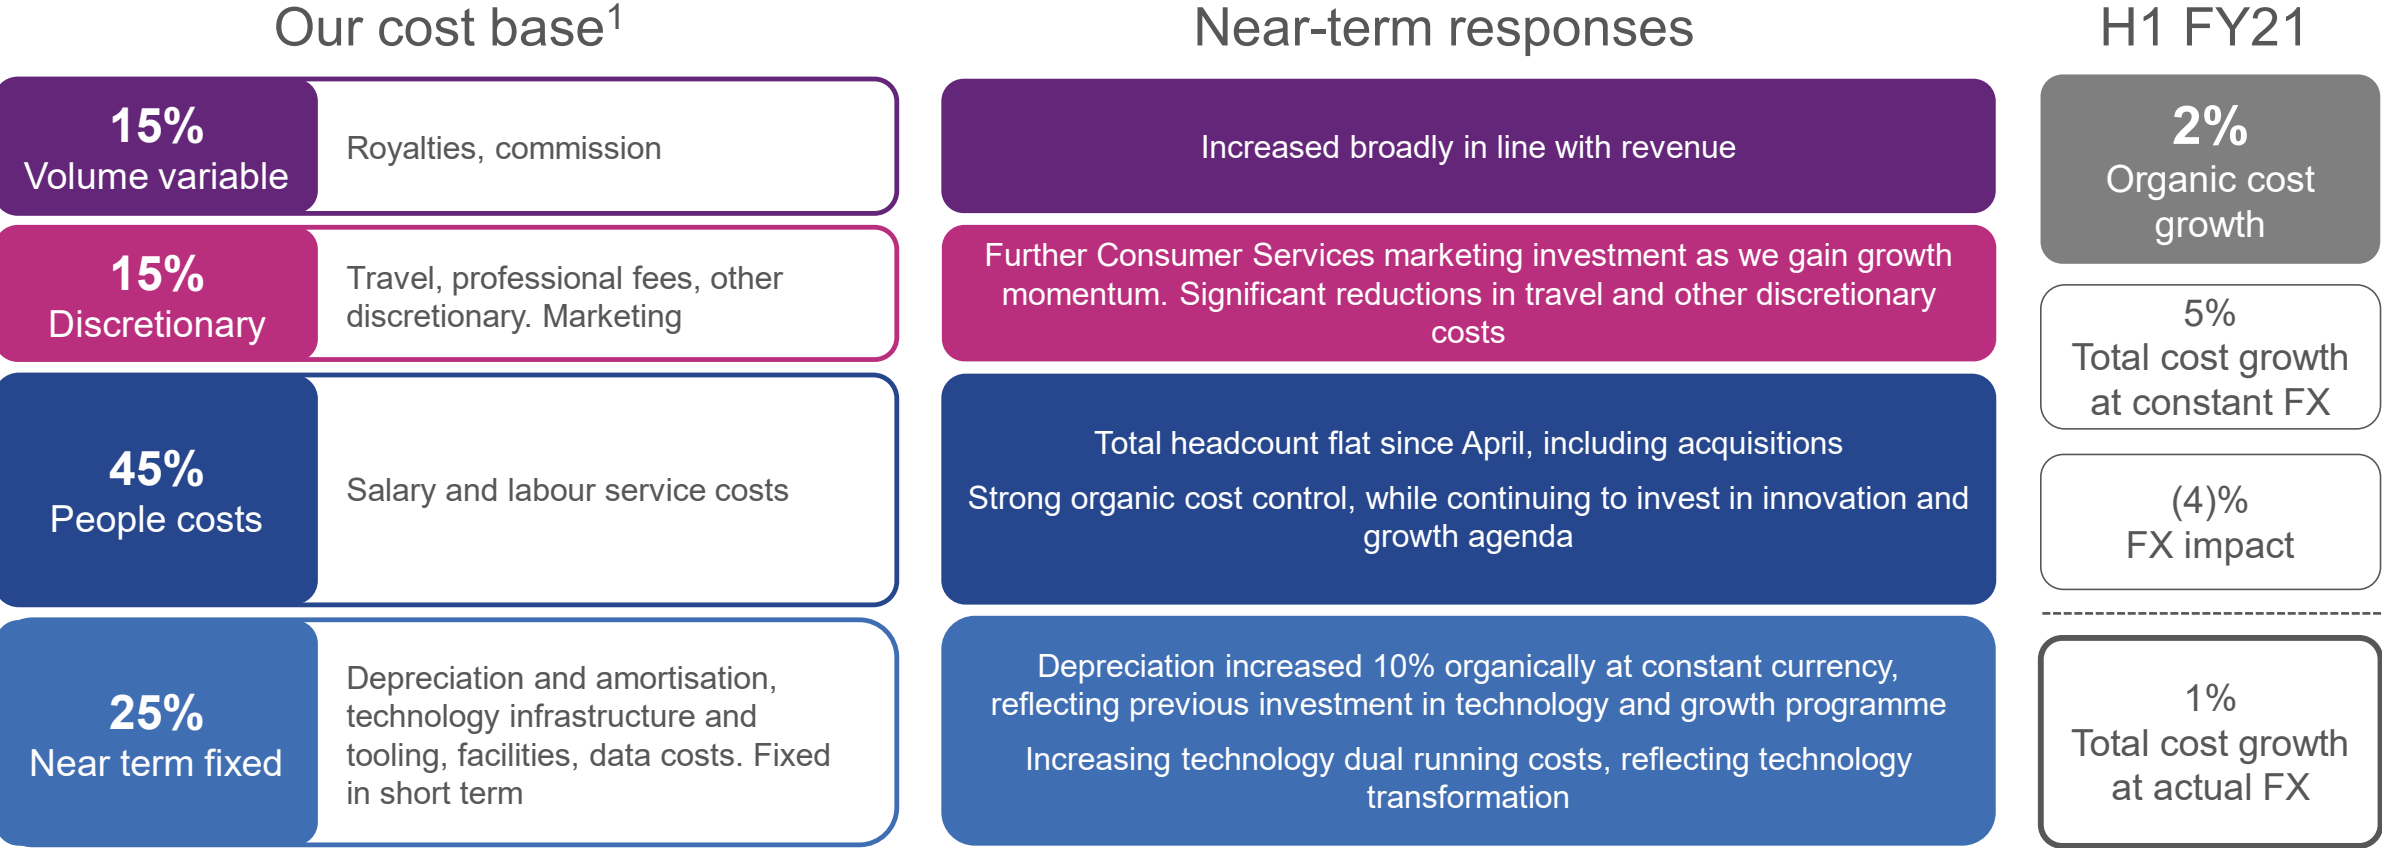 Our cost base1
Near-term responses
H1 FY21
15%
Volume variable
Royalties, commission
Increased broadly in line with revenue
2%
Organic cost
growth
15%
Discretionary
Travel, professional fees, other
discretionary. Marketing
Further Consumer Services marketing investment as we gain growth
momentum. Significant reductions in travel and other discretionary
costs
5%
Total cost growth
at constant FX
45%
People costs
Salary and labour service costs
Total headcount flat since April, including acquisitions
Strong organic cost control, while continuing to invest in innovation and
growth agenda
(4)%
FX impact
25%
Near term fixed
Depreciation and amortisation,
technology infrastructure and
tooling, facilities, data costs. Fixed
in short term
Depreciation increased 10% organically at constant currency,
reflecting previous investment in technology and growth programme
Increasing technology dual running costs, reflecting technology
transformation
1%
Total cost growth
at actual FX